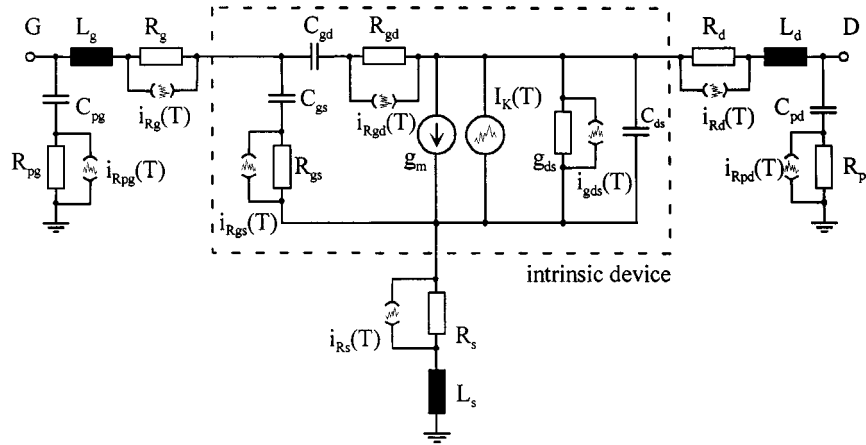 G
L_g
R_g
C_gd
R_gd
R_d
L_d
D
C_pg
i_Rg(T)
C_gs
i_Rgd(T)
I_K(T)
C_ds
i_Rd(T)
C_pd
R_pg
i_Rpg(T)
R_gs
g_m
g_ds
i_gds(T)
i_Rpd(T)
R_p
i_Rgs(T)
intrinsic device
i_Rs(T)
R_s
L_s